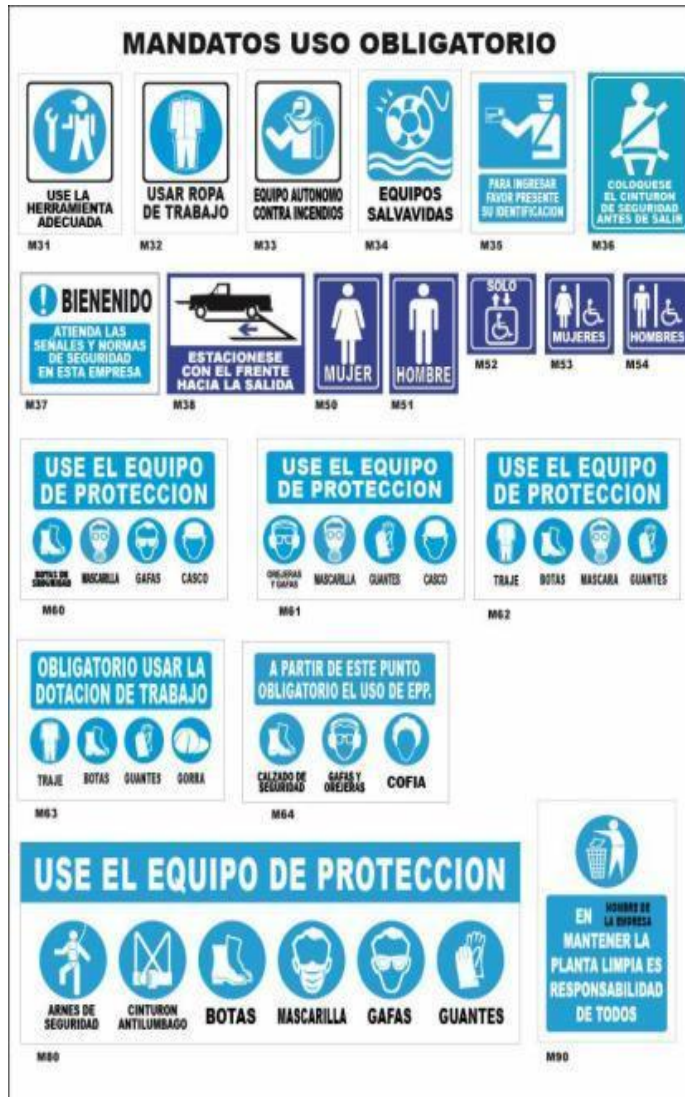 MANDATOS USO OBLIGATORIO
USE LA
HERRAMIENTA
ADECUADA
M31
USAR ROPA
DE TRABAJO
M32
EQUIPO AUTONOMO
CONTRA INCENDIOS
M33
EQUIPOS
SALVAVIDAS
M34
PARA INGRESAR
FAVOR PRESENTE
SU IDENTIFICACION
M35
COLOQUESE
EL CINTURON
DE SEGURIDAD
ANTES DE SALIR
M36
! BIENENIDO
ATIENDA LAS
SEÑALES Y NORMAS
DE SEGURIDAD
EN ESTA EMPRESA
M37
ESTACIONESE
CON EL FRENTE
HACIA LA SALIDA
M38
MUJER
M50
HOMBRE
M51
SOLO
M52
MUJERES
M53
HOMBRES
M54
USE EL EQUIPO
DE PROTECCION
BOTAS DE
SEGURIDAD
MASCARILLA
GAFAS
CASCO
M60
USE EL EQUIPO
DE PROTECCION
OREJERAS
Y GAFAS
MASCARILLA
GUANTES
CASCO
M61
USE EL EQUIPO
DE PROTECCION
TRAJE
BOTAS
MASCARA
GUANTES
M62
OBLIGATORIO USAR LA
DOTACION DE TRABAJO
TRAJE
BOTAS
GUANTES
GORRA
M63
A PARTIR DE ESTE PUNTO
OBLIGATORIO EL USO DE EPP.
CALZADO DE
SEGURIDAD
GAFAS Y
OREJERAS
COFIA
M64
USE EL EQUIPO DE PROTECCION
ARNES DE
SEGURIDAD
CINTURON
ANTILUMBAGO
BOTAS
MASCARILLA
GAFAS
GUANTES
M80
EN NOMBRE DE
LA EMPRESA
MANTENER LA
PLANTA LIMPIA ES
RESPONSABILIDAD
DE TODOS
M90